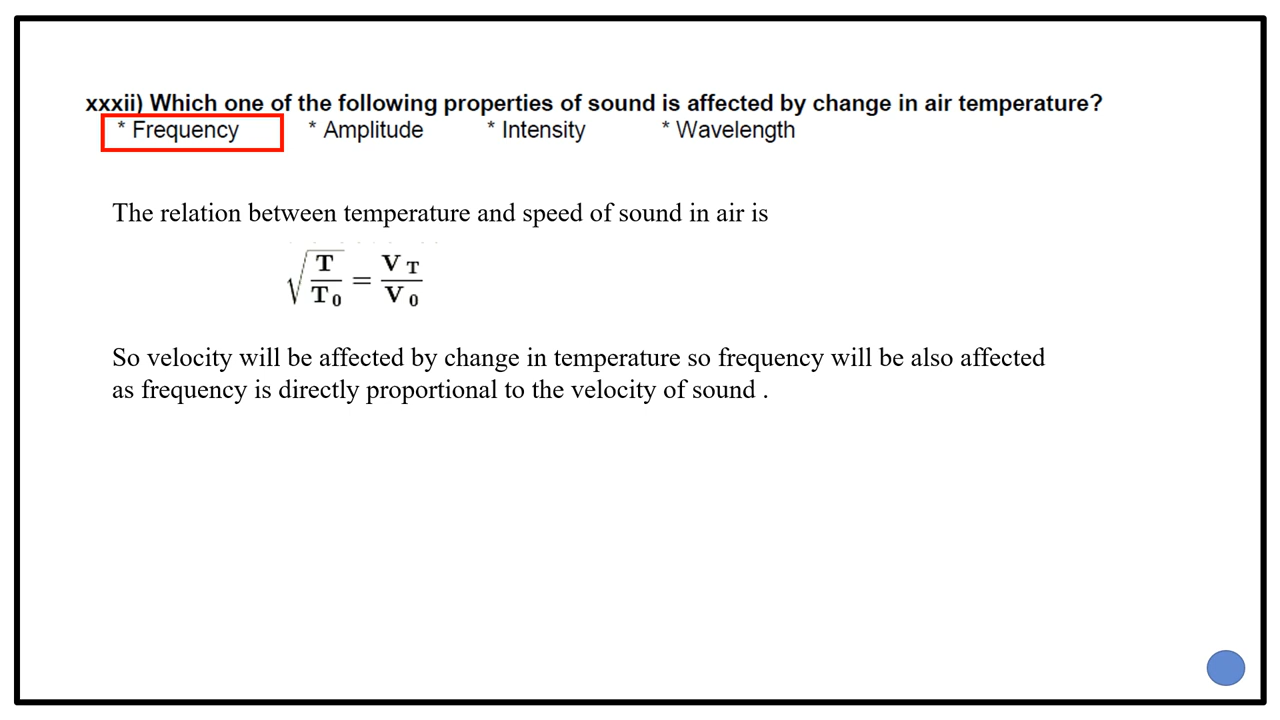 xxxii) Which one of the following properties of sound is affected by change in air temperature?
* Frequency * Amplitude * Intensity * Wavelength
The relation between temperature and speed of sound in air is
√(T/T₀) = V_T/V₀
So velocity will be affected by change in temperature so frequency will be also affected
as frequency is directly proportional to the velocity of sound .